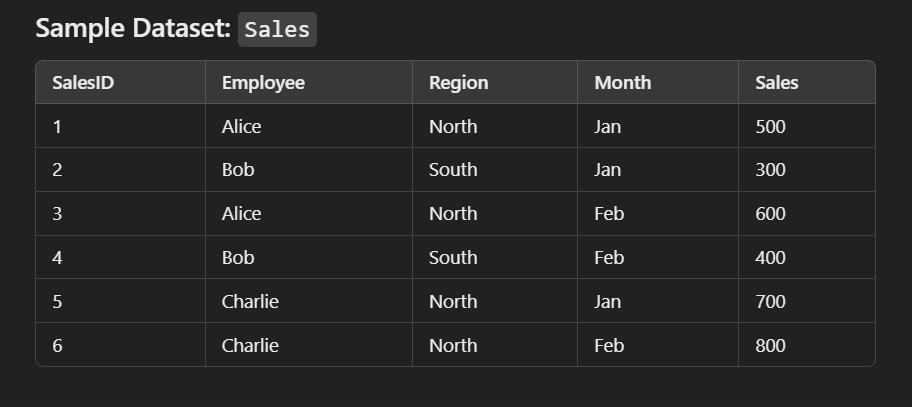 Sample Dataset: Sales
SalesID Employee Region Month Sales
1 Alice North Jan 500
2 Bob South Jan 300
3 Alice North Feb 600
4 Bob South Feb 400
5 Charlie North Jan 700
6 Charlie North Feb 800